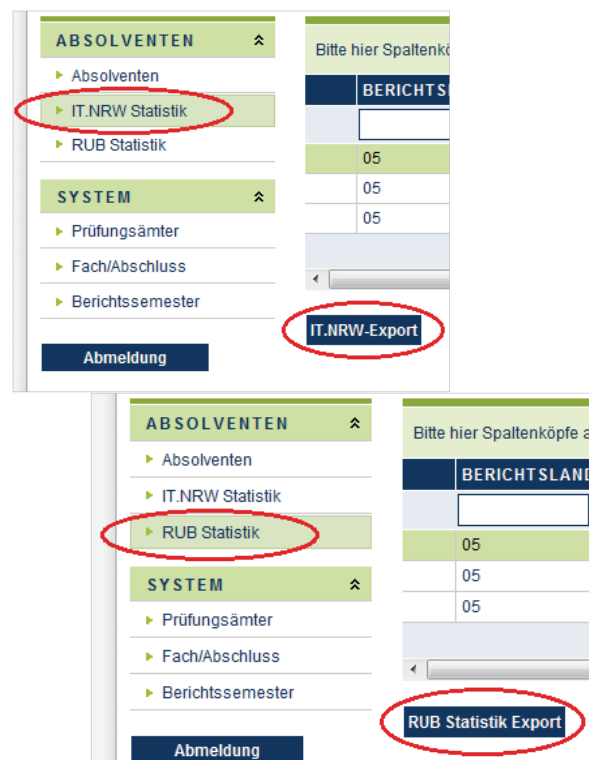 ABSOLVENTEN
Absolventen
IT.NRW Statistik
RUB Statistik
SYSTEM
Prüfungsämter
Fach/Abschluss
Berichtssemester
Abmeldung
Bitte hier Spaltenkö
BERICHTS
05
05
05
IT.NRW-Export
ABSOLVENTEN
Absolventen
IT.NRW Statistik
RUB Statistik
SYSTEM
Prüfungsämter
Fach/Abschluss
Berichtssemester
Abmeldung
Bitte hier Spaltenköpfe a
BERICHTSLAND
05
05
05
RUB Statistik Export